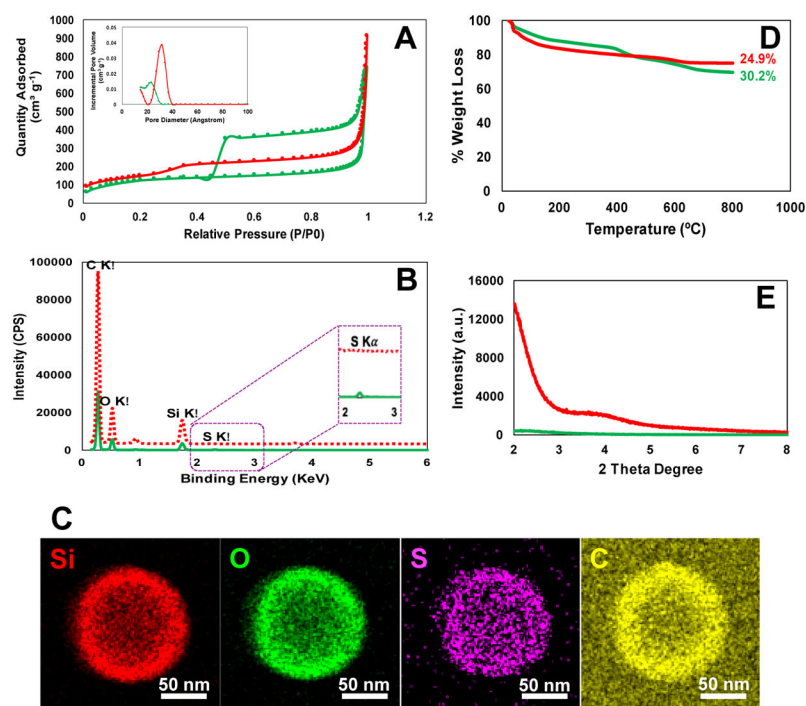 A
Quantity Adsorbed
(cm³ g⁻¹)
1000
900
800
700
600
500
400
300
200
100
0
0
0.2
0.4
0.6
0.8
1
1.2
Relative Pressure (P/P0)
Incremental Pore Volume
(cm³ g⁻¹)
0.05
0.04
0.03
0.02
0.01
0
0
20
40
60
80
100
Pore Diameter (Angstrom)
D
% Weight Loss
100
80
60
40
20
0
0
200
400
600
800
1000
Temperature (ºC)
24.9%
30.2%
B
Intensity (CPS)
100000
80000
60000
40000
20000
0
0
1
2
3
4
5
6
Binding Energy (KeV)
C K!
O K!
Si K!
S K!
S Kα
2
3
E
Intensity (a.u.)
16000
12000
8000
4000
0
2
3
4
5
6
7
8
2 Theta Degree
C
Si
50 nm
O
50 nm
S
50 nm
C
50 nm